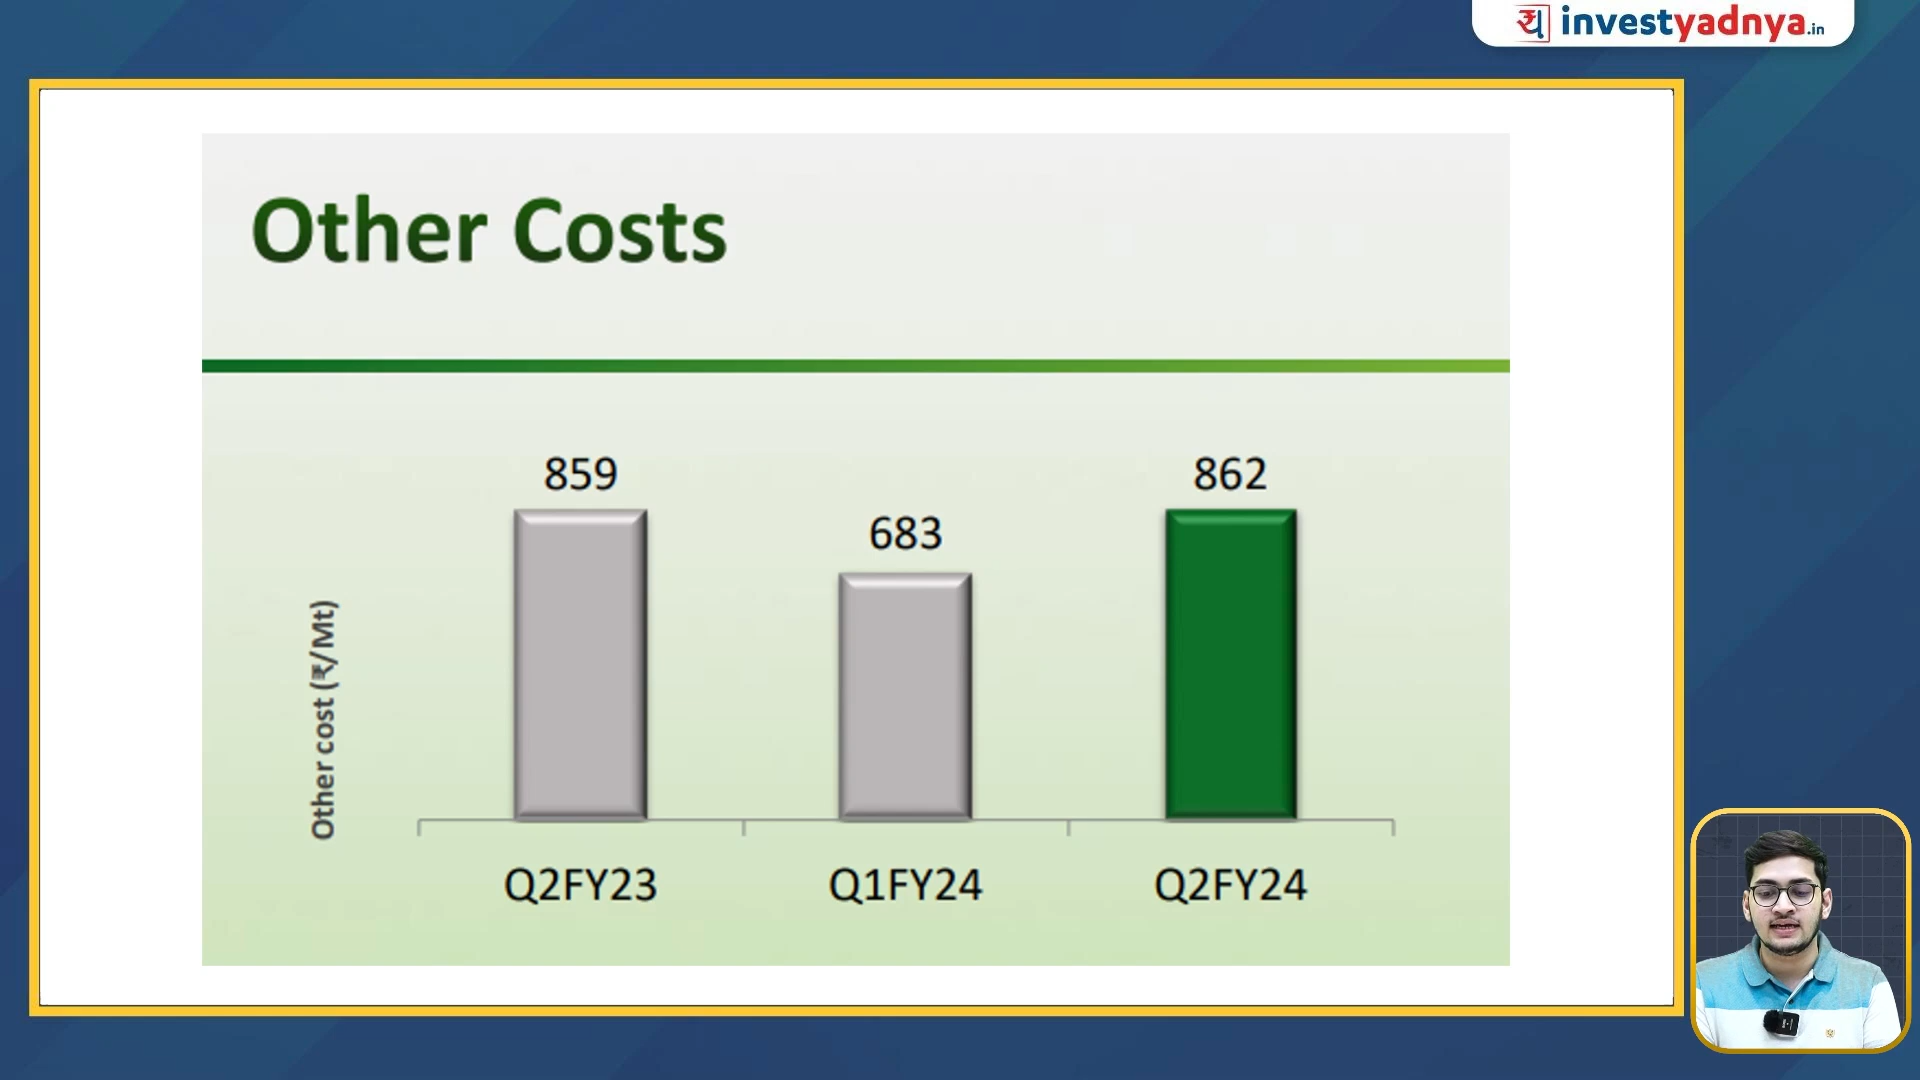 य investyadnya.in
Other Costs
859
683
862
Other cost (₹/Mt)
Q2FY23
Q1FY24
Q2FY24